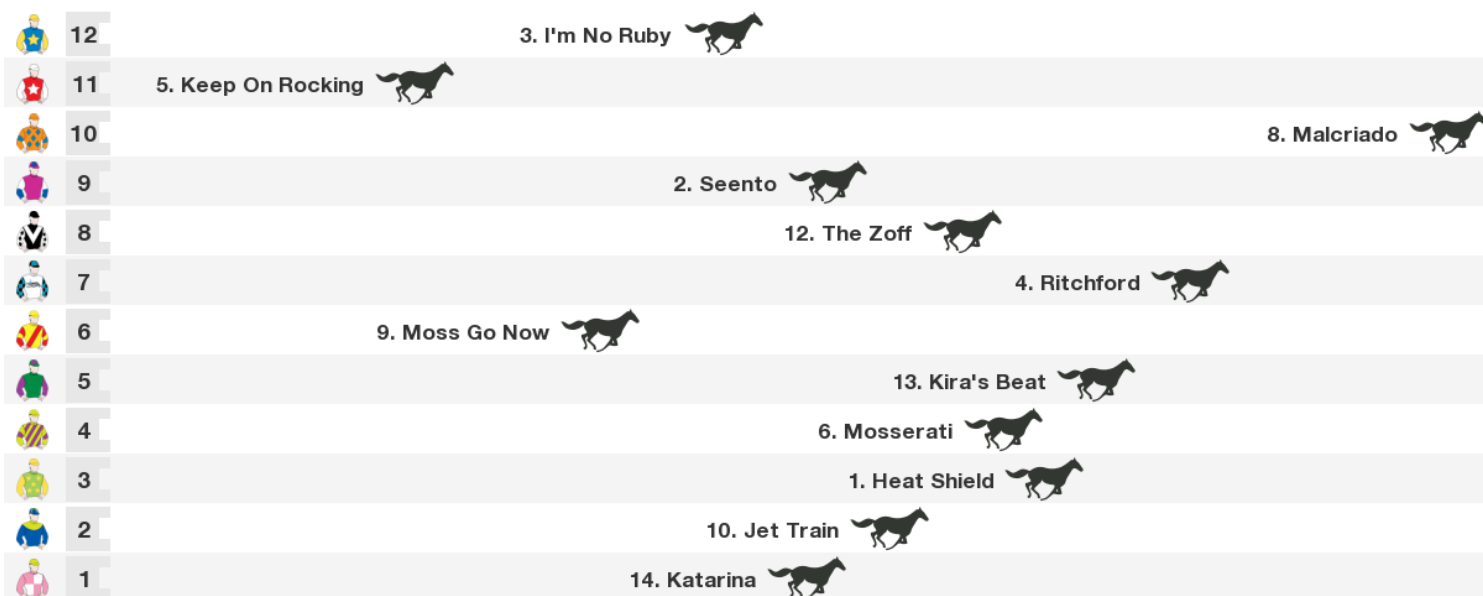 12 3. I'm No Ruby
11 5. Keep On Rocking
10 8. Malcriado
9 2. Seento
8 12. The Zoff
7 4. Ritchford
6 9. Moss Go Now
5 13. Kira's Beat
4 6. Mosserati
3 1. Heat Shield
2 10. Jet Train
1 14. Katarina